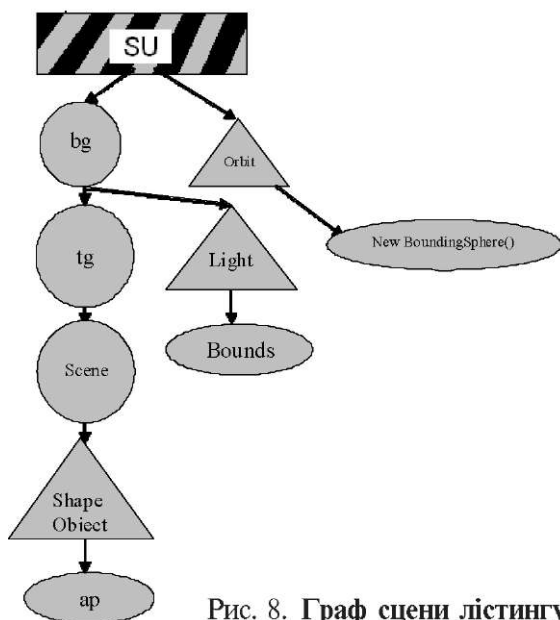 SU
bg
Orbit
New BoundingSphere()
tg
Light
Bounds
Scene
Shape
Obiect
ap
Рис. 8. Граф сцени лістингу